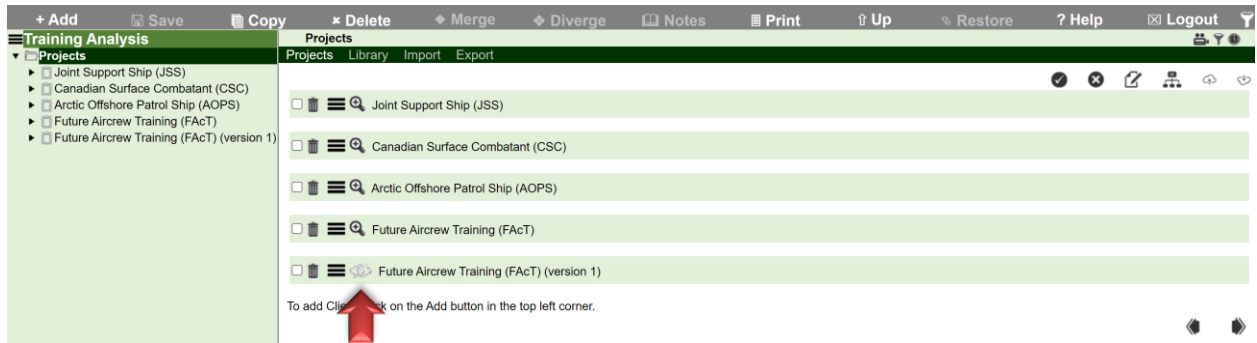 + Add Save Copy × Delete Merge Diverge Notes Print Up Restore ? Help Logout
Training Analysis
Projects
Joint Support Ship (JSS)
Canadian Surface Combatant (CSC)
Arctic Offshore Patrol Ship (AOPS)
Future Aircrew Training (FAcT)
Future Aircrew Training (FAcT) (version 1)
Projects
Projects Library Import Export
Joint Support Ship (JSS)
Canadian Surface Combatant (CSC)
Arctic Offshore Patrol Ship (AOPS)
Future Aircrew Training (FAcT)
Future Aircrew Training (FAcT) (version 1)
To add on the Add button in the top left corner.